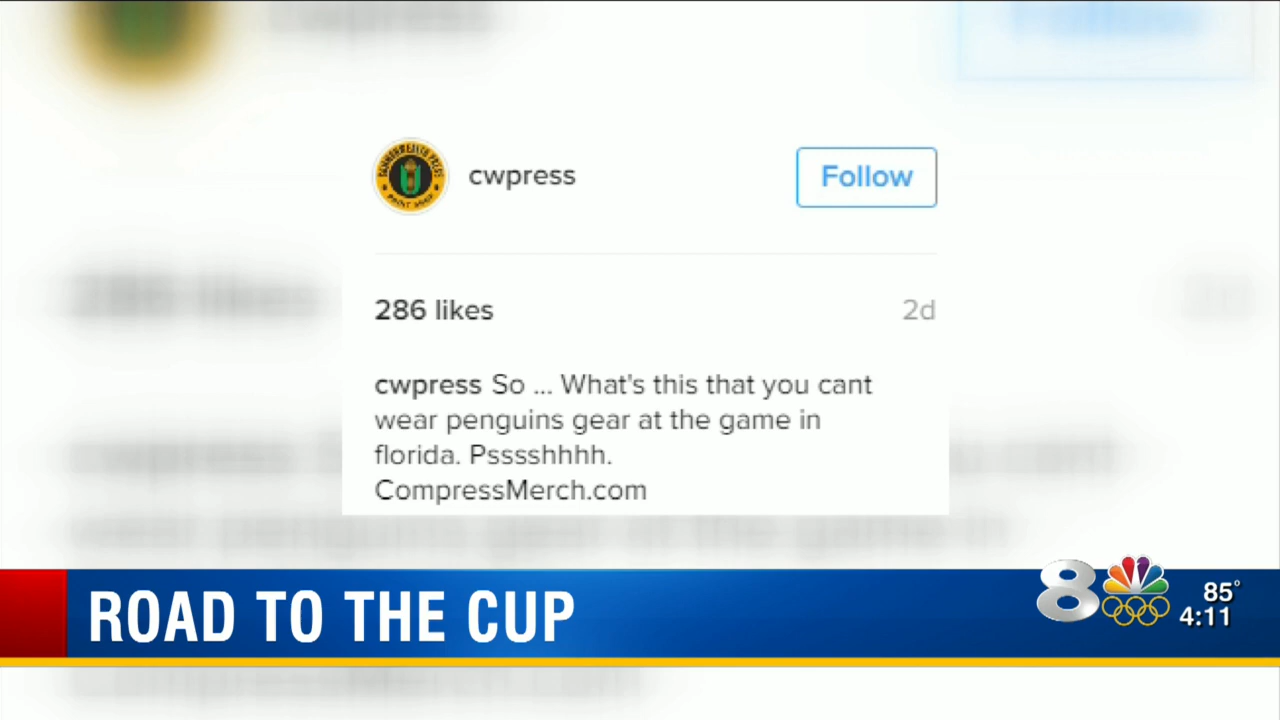 cwpress
Follow
286 likes
2d
cwpress So ... What's this that you cant
wear penguins gear at the game in
florida. Psssshhhh.
CompressMerch.com
ROAD TO THE CUP
8
85°
4:11